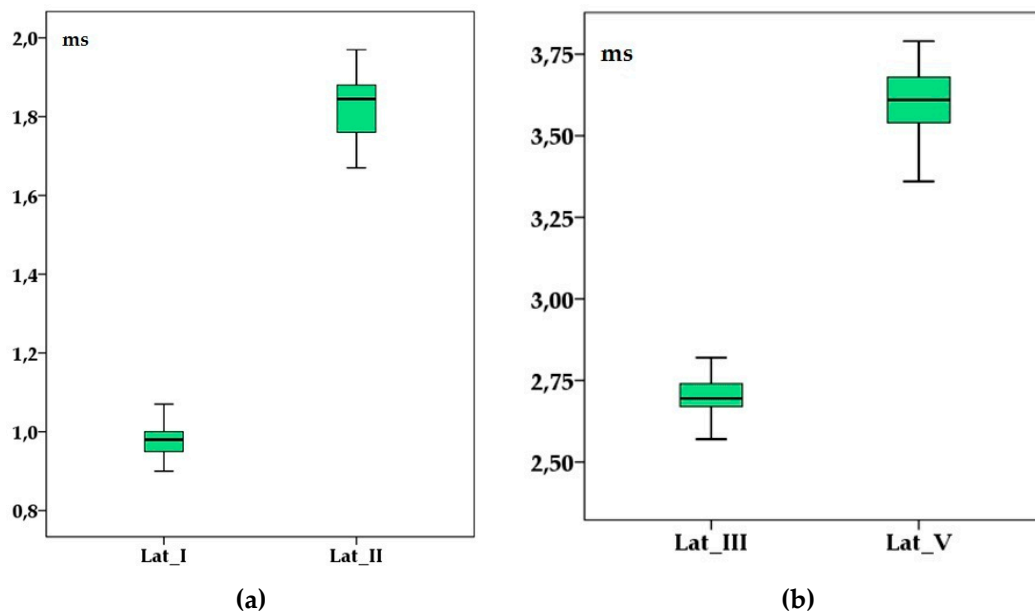 ms
2,0
1,8
1,6
1,4
1,2
1,0
0,8
Lat_I Lat_II
(a)
ms
3,75
3,50
3,25
3,00
2,75
2,50
Lat_III Lat_V
(b)